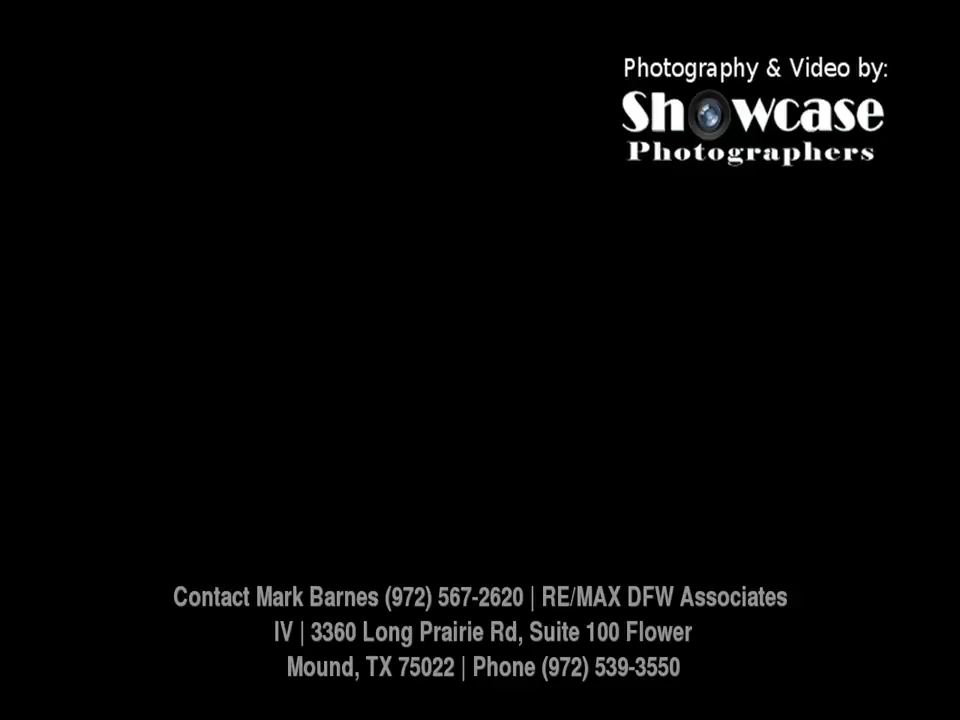 Photography & Video by:
Showcase
Photographers
Contact Mark Barnes (972) 567-2620 | RE/MAX DFW Associates
IV | 3360 Long Prairie Rd, Suite 100 Flower
Mound, TX 75022 | Phone (972) 539-3550